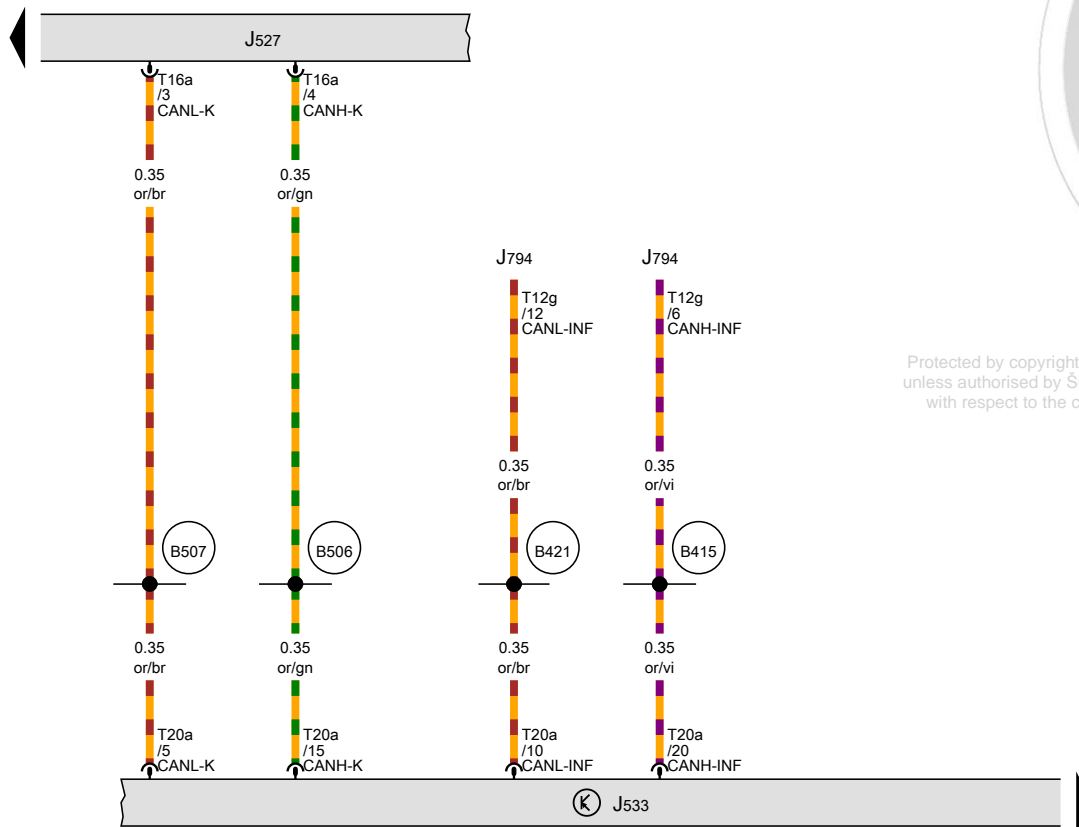 J527
T16a
/3
CANL-K
T16a
/4
CANH-K
0.35
or/br
0.35
or/gn
J794
J794
T12g
/12
CANL-INF
T12g
/6
CANH-INF
Protected by copyright
unless authorised by Š
with respect to the c
0.35
or/br
0.35
or/vi
B507
B506
B421
B415
0.35
or/br
0.35
or/gn
0.35
or/br
0.35
or/vi
T20a
/5
CANL-K
T20a
/15
CANH-K
T20a
/10
CANL-INF
T20a
/20
CANH-INF
K J533